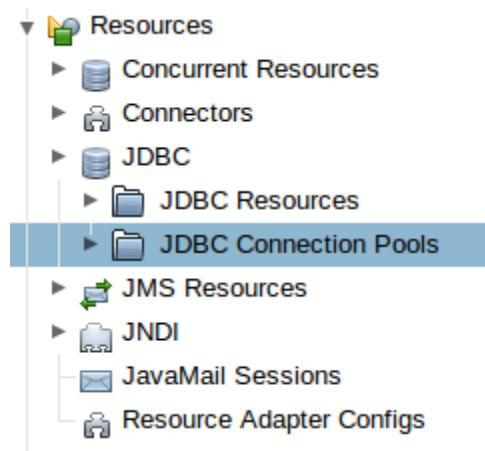 Resources
Concurrent Resources
Connectors
JDBC
JDBC Resources
JDBC Connection Pools
JMS Resources
JNDI
JavaMail Sessions
Resource Adapter Configs